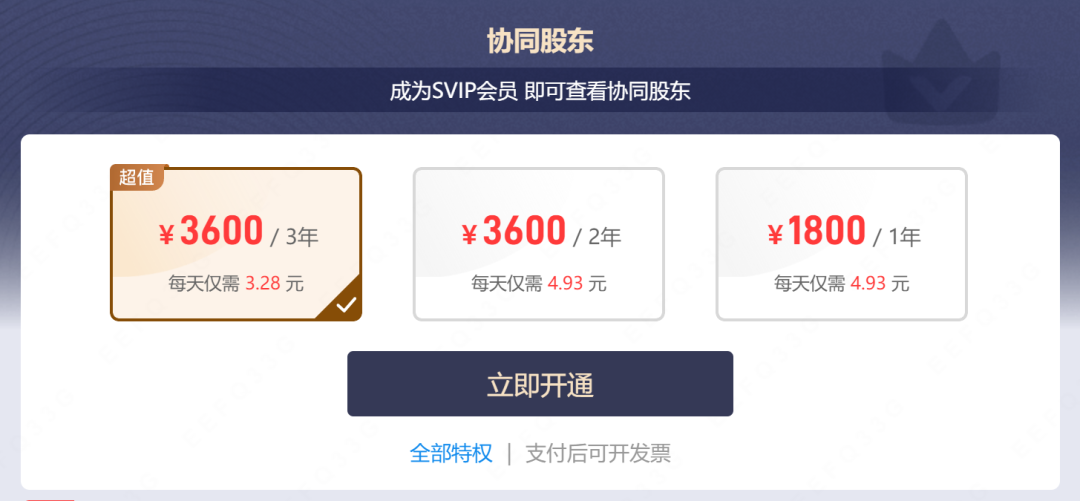 协同股东
成为SVIP会员 即可查看协同股东
超值
¥3600 / 3年
每天仅需 3.28 元
¥3600 / 2年
每天仅需 4.93 元
¥1800 / 1年
每天仅需 4.93 元
立即开通
全部特权 | 支付后可开发票